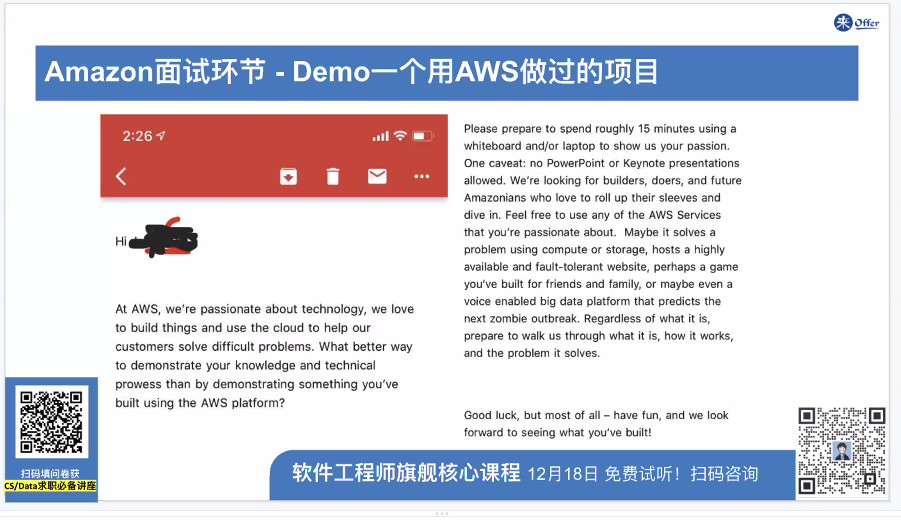 来 Offer
Amazon面试环节 - Demo一个用AWS做过的项目
2:26
Hi
At AWS, we’re passionate about technology, we love
to build things and use the cloud to help our
customers solve difficult problems. What better way
to demonstrate your knowledge and technical
prowess than by demonstrating something you’ve
built using the AWS platform?
Please prepare to spend roughly 15 minutes using a
whiteboard and/or laptop to show us your passion.
One caveat: no PowerPoint or Keynote presentations
allowed. We’re looking for builders, doers, and future
Amazonians who love to roll up their sleeves and
dive in. Feel free to use any of the AWS Services
that you’re passionate about.  Maybe it solves a
problem using compute or storage, hosts a highly
available and fault-tolerant website, perhaps a game
you’ve built for friends and family, or maybe even a
voice enabled big data platform that predicts the
next zombie outbreak. Regardless of what it is,
prepare to walk us through what it is, how it works,
and the problem it solves.
Good luck, but most of all – have fun, and we look
forward to seeing what you’ve built!
扫码填问卷获
CS/Data求职必备讲座
软件工程师旗舰核心课程 12月18日 免费试听！扫码咨询